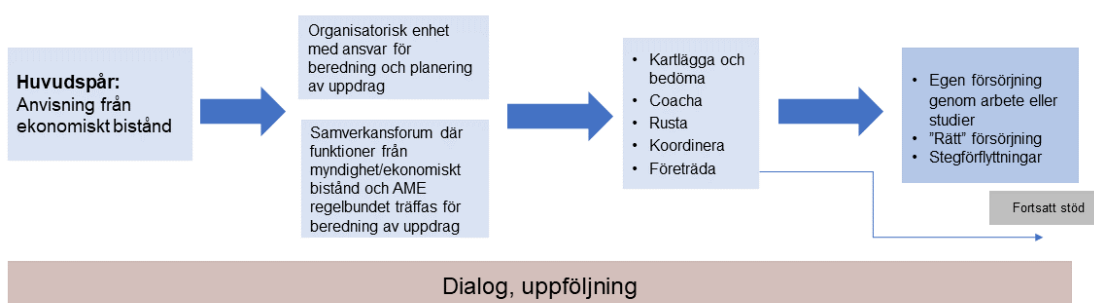 Huvudspår:
Anvisning från
ekonomiskt bistånd
Organisatorisk enhet
med ansvar för
beredning och planering
av uppdrag
Samverkansforum där
funktioner från
myndighet/ekonomiskt
bistånd och AME
regelbundet träffas för
beredning av uppdrag
• Kartlägga och
bedöma
• Coacha
• Rusta
• Koordinera
• Företräda
• Egen försörjning
genom arbete eller
studier
• ”Rätt” försörjning
• Stegförflyttningar
Fortsatt stöd
Dialog, uppföljning